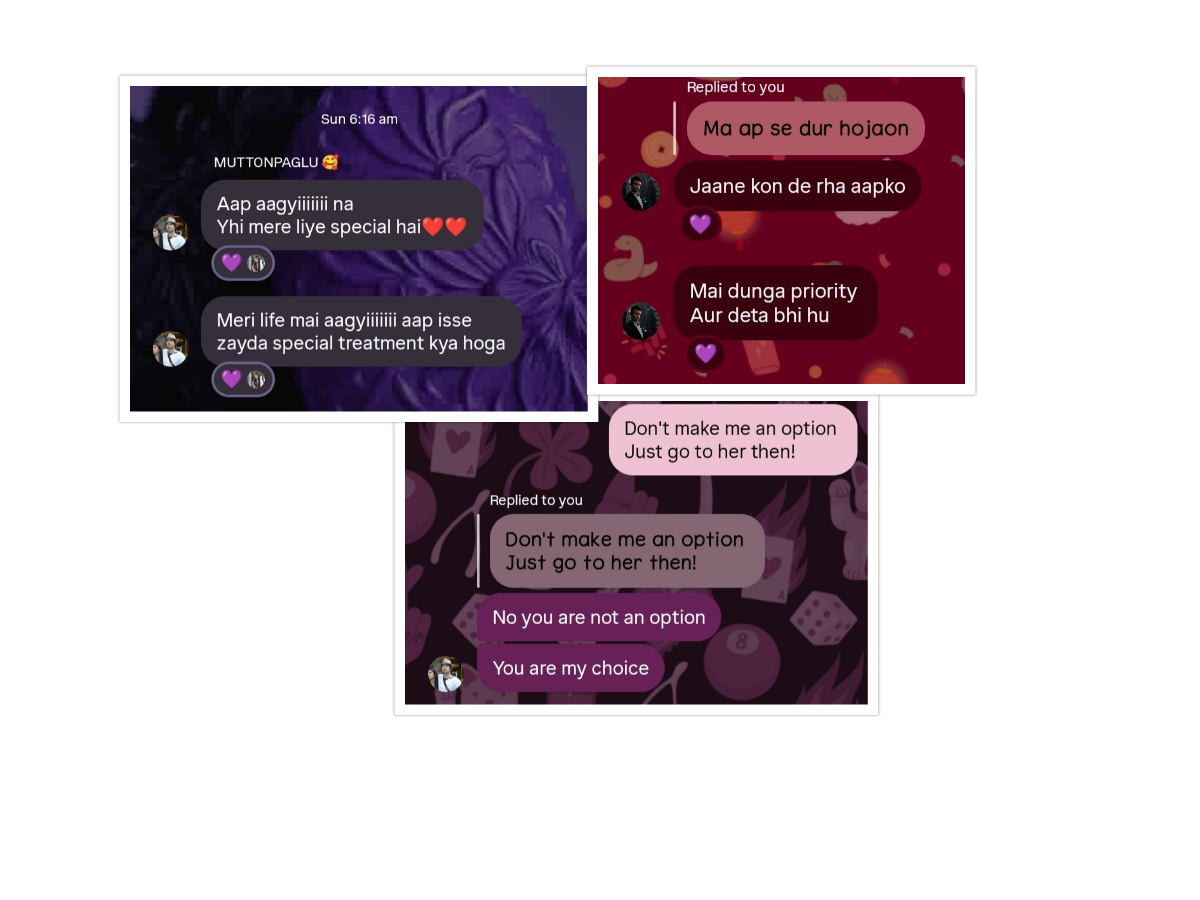 Sun 6:16 am
MUTTONPAGLU 🥰
Aap aagyiiiiiii na
Yhi mere liye special hai❤️❤️
Meri life mai aagyiiiiiii aap isse
zayda special treatment kya hoga
Replied to you
Ma ap se dur hojaon
Jaane kon de rha aapko
Mai dunga priority
Aur deta bhi hu
Don't make me an option
Just go to her then!
Replied to you
Don't make me an option
Just go to her then!
No you are not an option
You are my choice